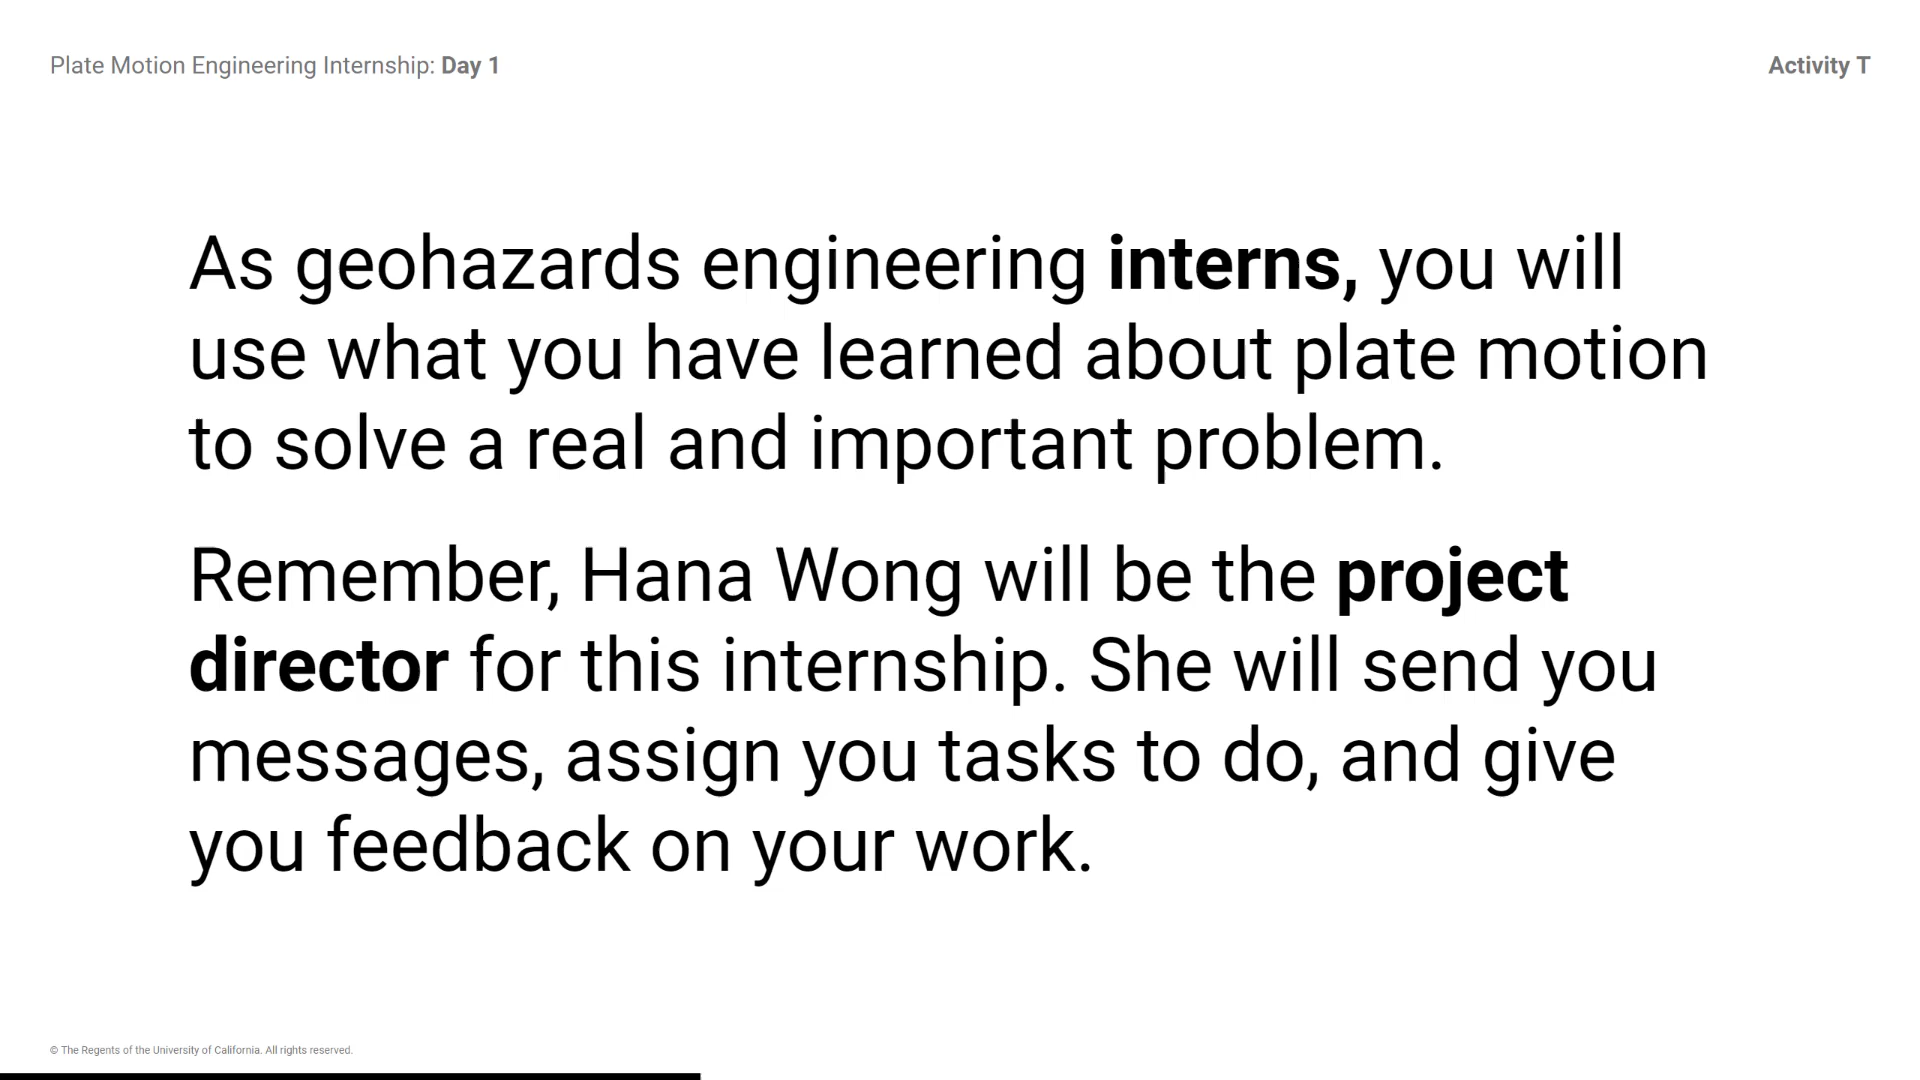 Plate Motion Engineering Internship: Day 1
Activity T
As geohazards engineering interns, you will
use what you have learned about plate motion
to solve a real and important problem.
Remember, Hana Wong will be the project
director for this internship. She will send you
messages, assign you tasks to do, and give
you feedback on your work.
© The Regents of the University of California. All rights reserved.